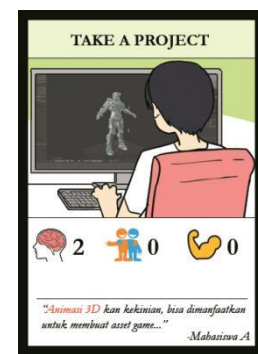 TAKE A PROJECT
2 0 0
"Animasi 3D kan kekinian, bisa dimanfaatkan
untuk membuat asset game..."
-Mahasiswa A